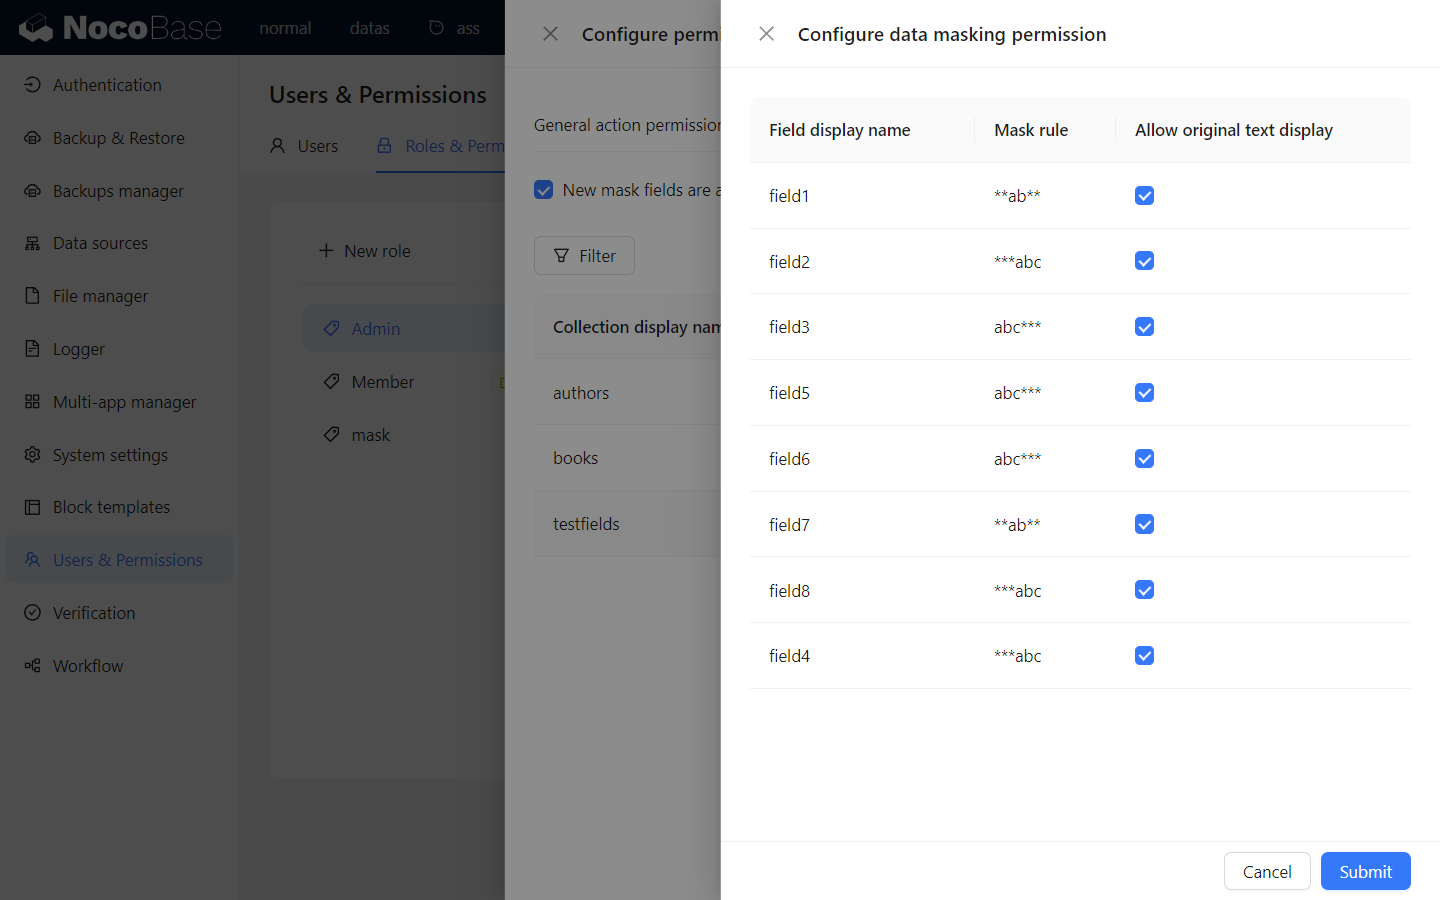 NocoBase
normal
datas
ass
Authentication
Backup & Restore
Backups manager
Data sources
File manager
Logger
Multi-app manager
System settings
Block templates
Users & Permissions
Verification
Workflow
Users & Permissions
Users
Roles & Perm
New role
Admin
Member
mask
Configure permi
General action permission
New mask fields are a
Filter
Collection display nam
authors
books
testfields
Configure data masking permission
Field display name Mask rule Allow original text display
field1 **ab**
field2 ***abc
field3 abc***
field5 abc***
field6 abc***
field7 **ab**
field8 ***abc
field4 ***abc
Cancel Submit